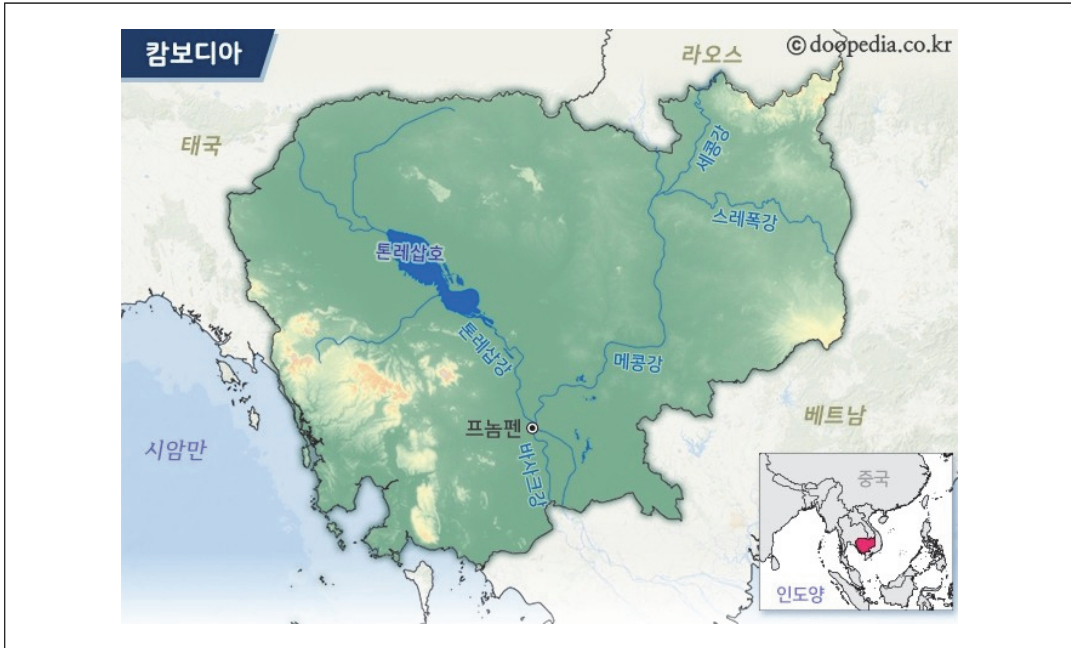 캄보디아
ⓒdoopedia.co.kr
라오스
태국
세콩강
스레폭강
톤레삽호
톤레삽강
메콩강
프놈펜
베트남
시암만
바사크강
중국
인도양